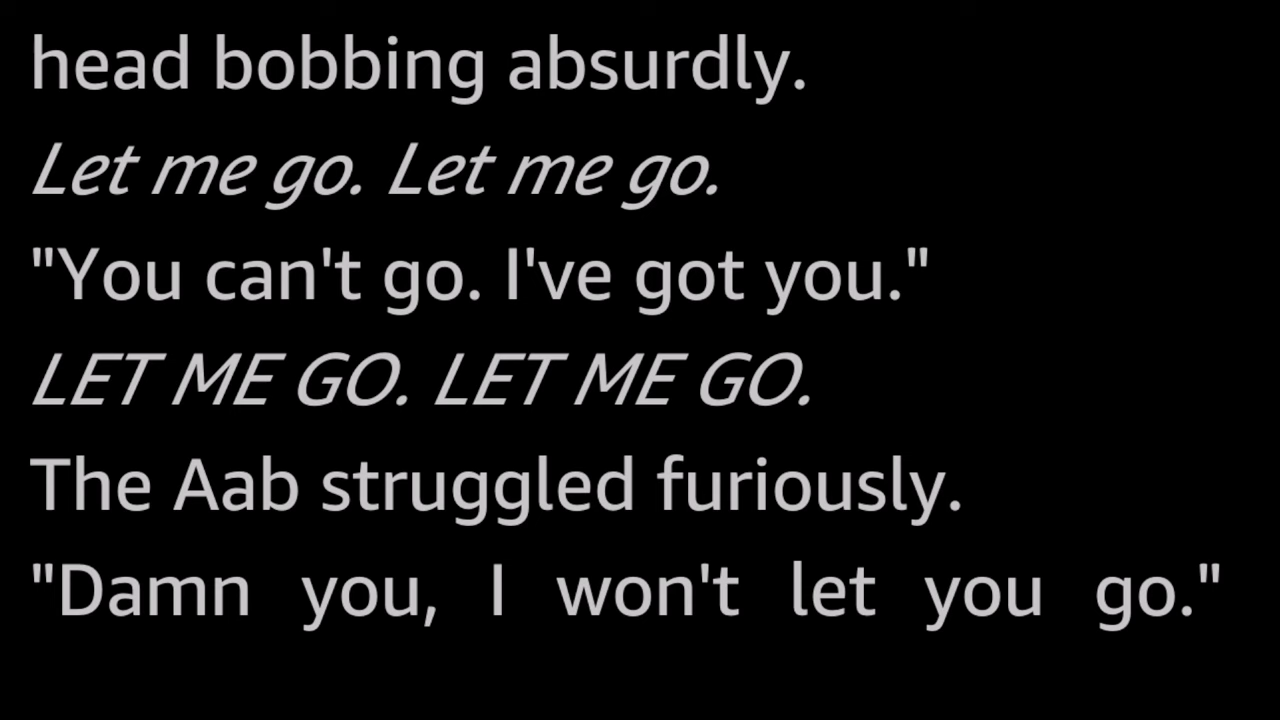 head bobbing absurdly.
Let me go. Let me go.
"You can't go. I've got you."
LET ME GO. LET ME GO.
The Aab struggled furiously.
"Damn you, I won't let you go."